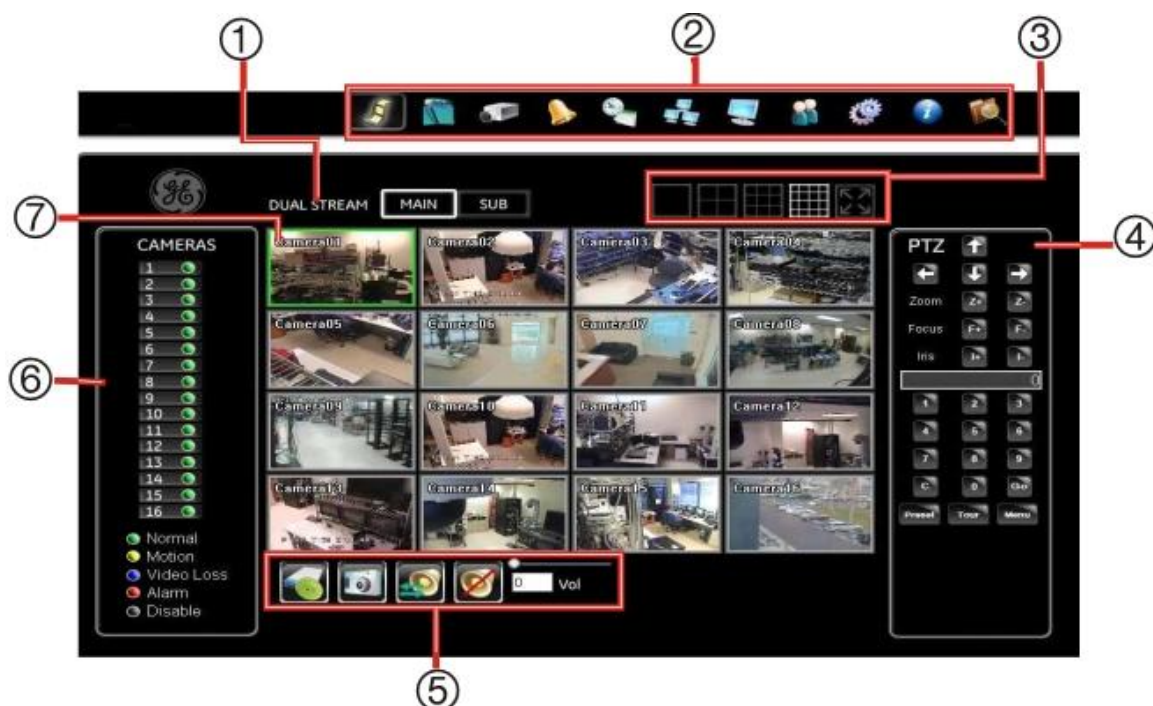 ①
②
③
GE
DUAL STREAM MAIN SUB
⑦
CAMERAS
1
2
3
4
5
6
7
8
9
10
11
12
13
14
15
16
Normal
Motion
Video Loss
Alarm
Disable
⑥
Camera01 Camera02 Camera03 Camera04
Camera05 Camera06 Camera07 Camera08
Camera09 Camera10 Camera11 Camera12
Camera13 Camera14 Camera15 Camera16
0 Vol
⑤
PTZ
④
Zoom Z+ Z-
Focus F+ F-
Iris I+ I-
0
1 2 3
4 5 6
7 8 9
C 0 Go
Preset Tour Menu